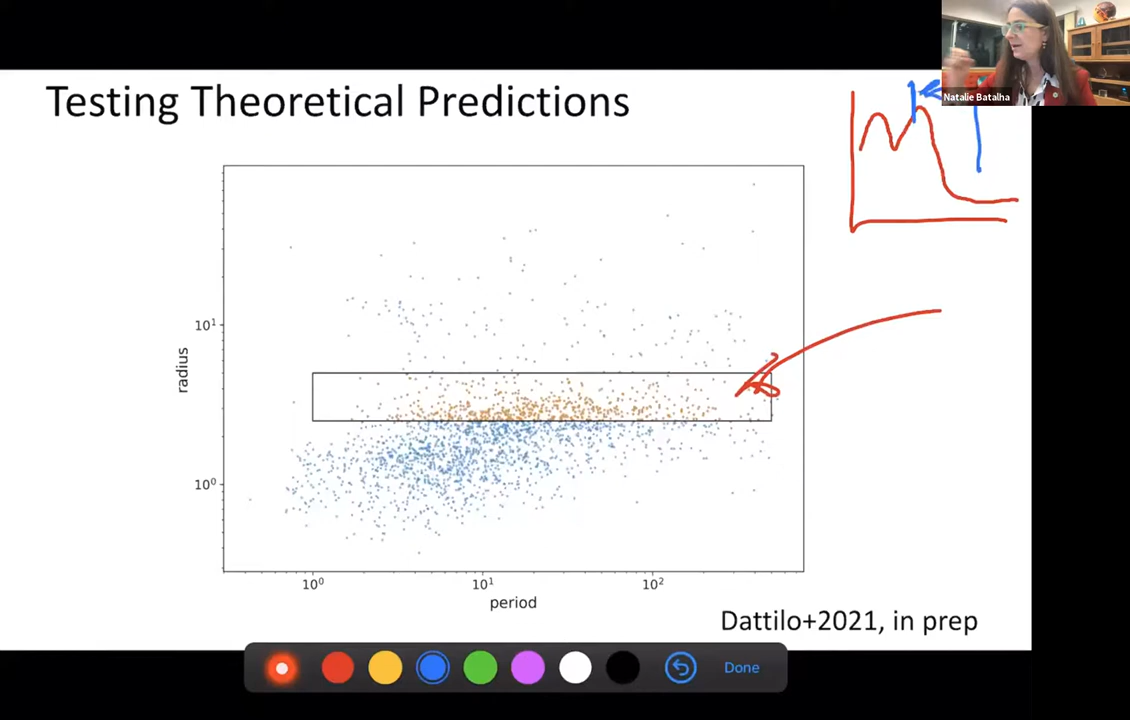 Natalie Batalha
Testing Theoretical Predictions
radius
10¹
10⁰
10⁰
10¹
10²
period
Dattilo+2021, in prep
Done